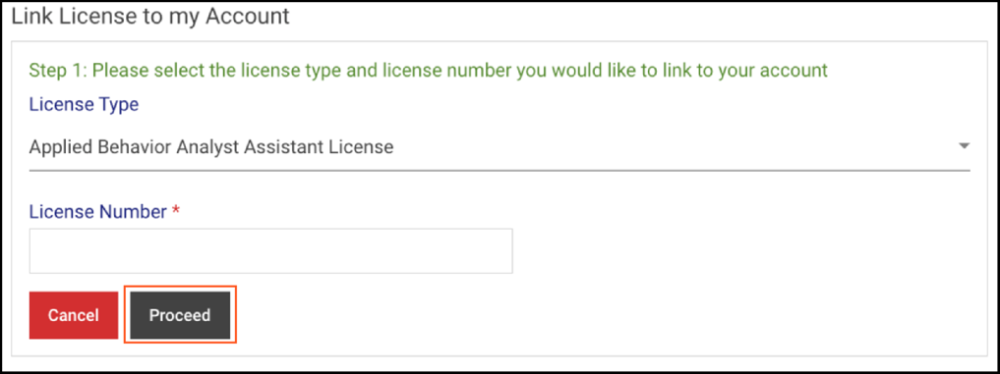 Link License to my Account
Step 1: Please select the license type and license number you would like to link to your account
License Type
Applied Behavior Analyst Assistant License
License Number *
Cancel Proceed